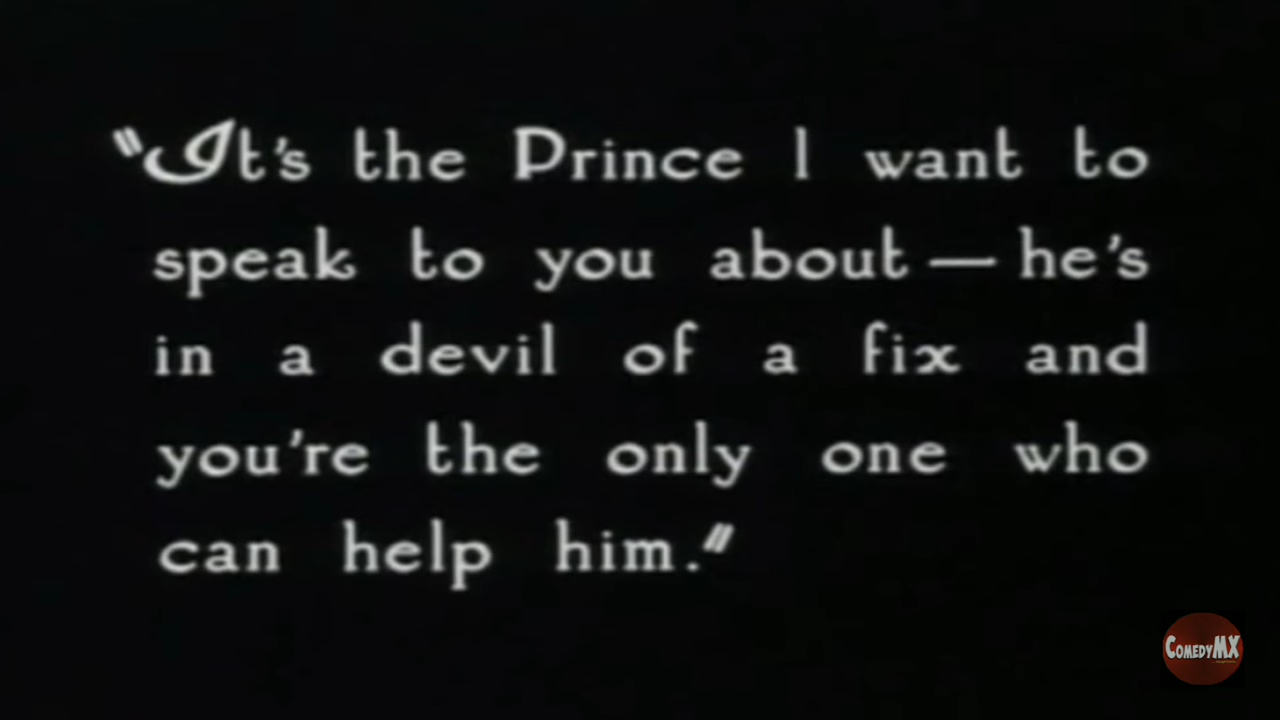 "It's the Prince I want to
speak to you about — he's
in a devil of a fix and
you're the only one who
can help him."
COMEDYMX